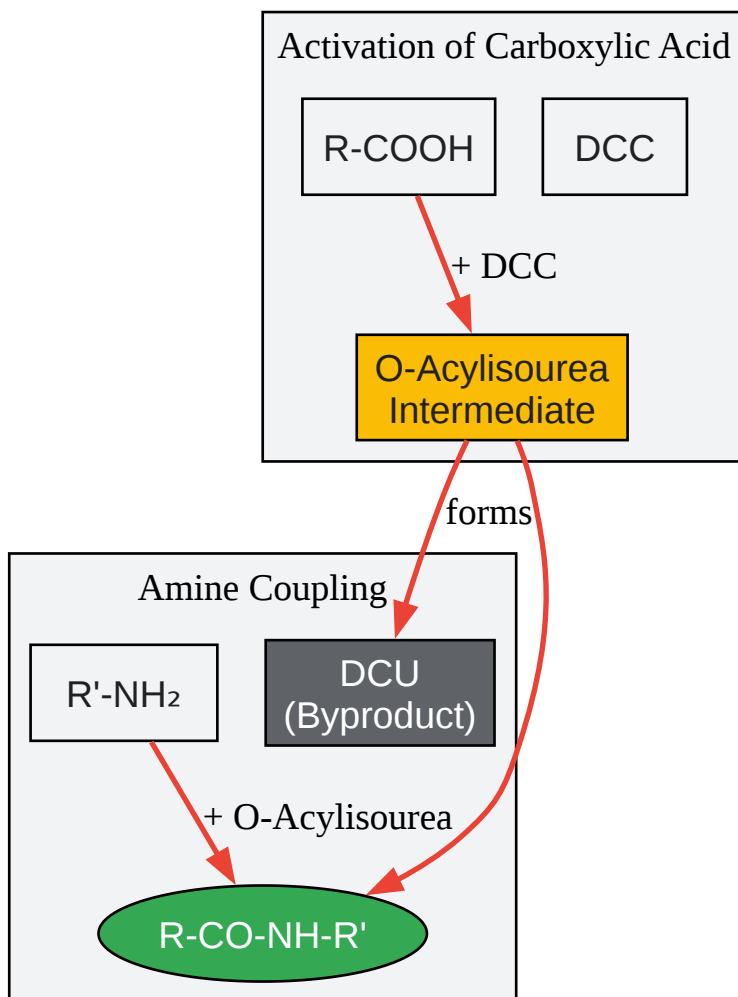 Activation of Carboxylic Acid
R-COOH
DCC
+ DCC
O-Acylisourea
Intermediate
forms
Amine Coupling
R'-NH₂
DCU
(Byproduct)
+ O-Acylisourea
R-CO-NH-R'